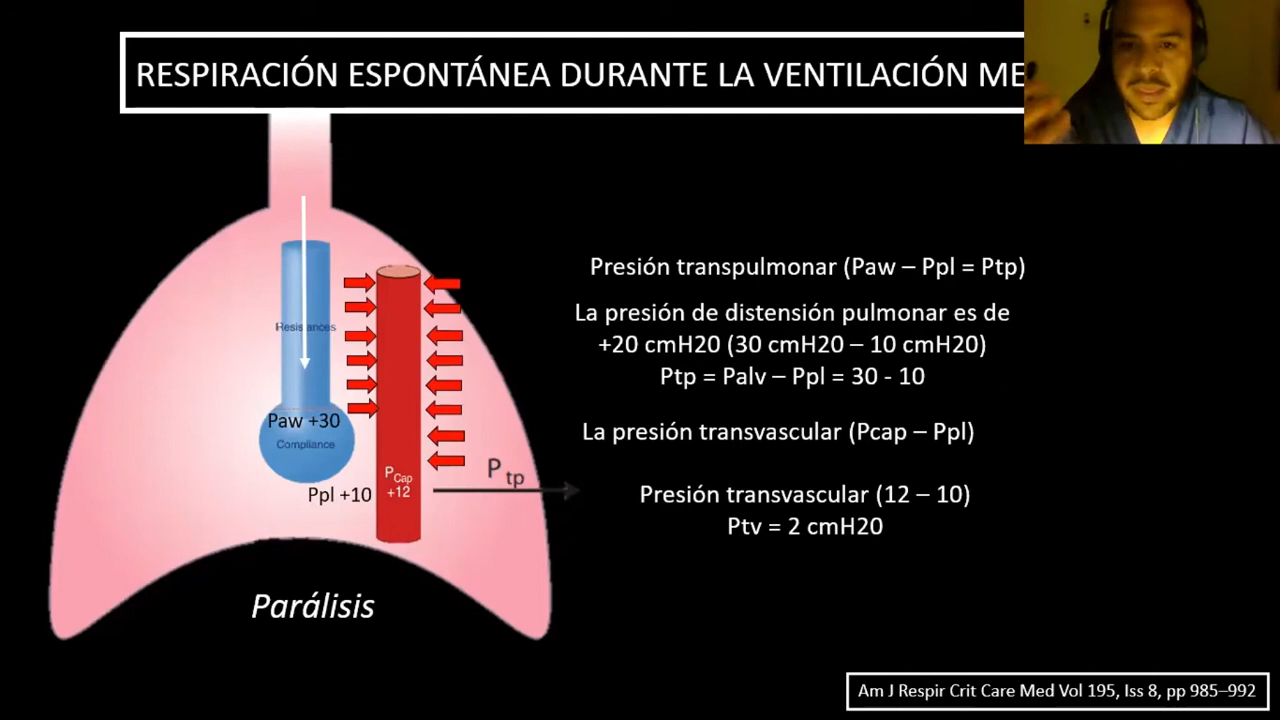 RESPIRACIÓN ESPONTÁNEA DURANTE LA VENTILACIÓN ME
Presión transpulmonar (Paw – Ppl = Ptp)
La presión de distensión pulmonar es de
+20 cmH20 (30 cmH20 – 10 cmH20)
Ptp = Palv – Ppl = 30 - 10
La presión transvascular (Pcap – Ppl)
Presión transvascular (12 – 10)
Ptv = 2 cmH20
Resistances
Paw +30
Compliance
PCap
+12
Ppl +10
Ptp
Parálisis
Am J Respir Crit Care Med Vol 195, Iss 8, pp 985–992